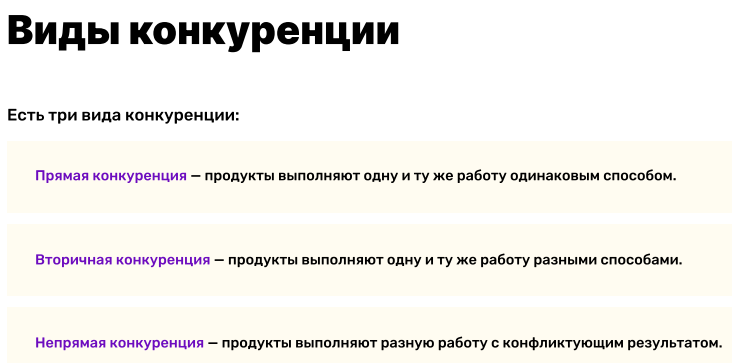 Виды конкуренции
Есть три вида конкуренции:
Прямая конкуренция — продукты выполняют одну и ту же работу одинаковым способом.
Вторичная конкуренция — продукты выполняют одну и ту же работу разными способами.
Непрямая конкуренция — продукты выполняют разную работу с конфликтующим результатом.